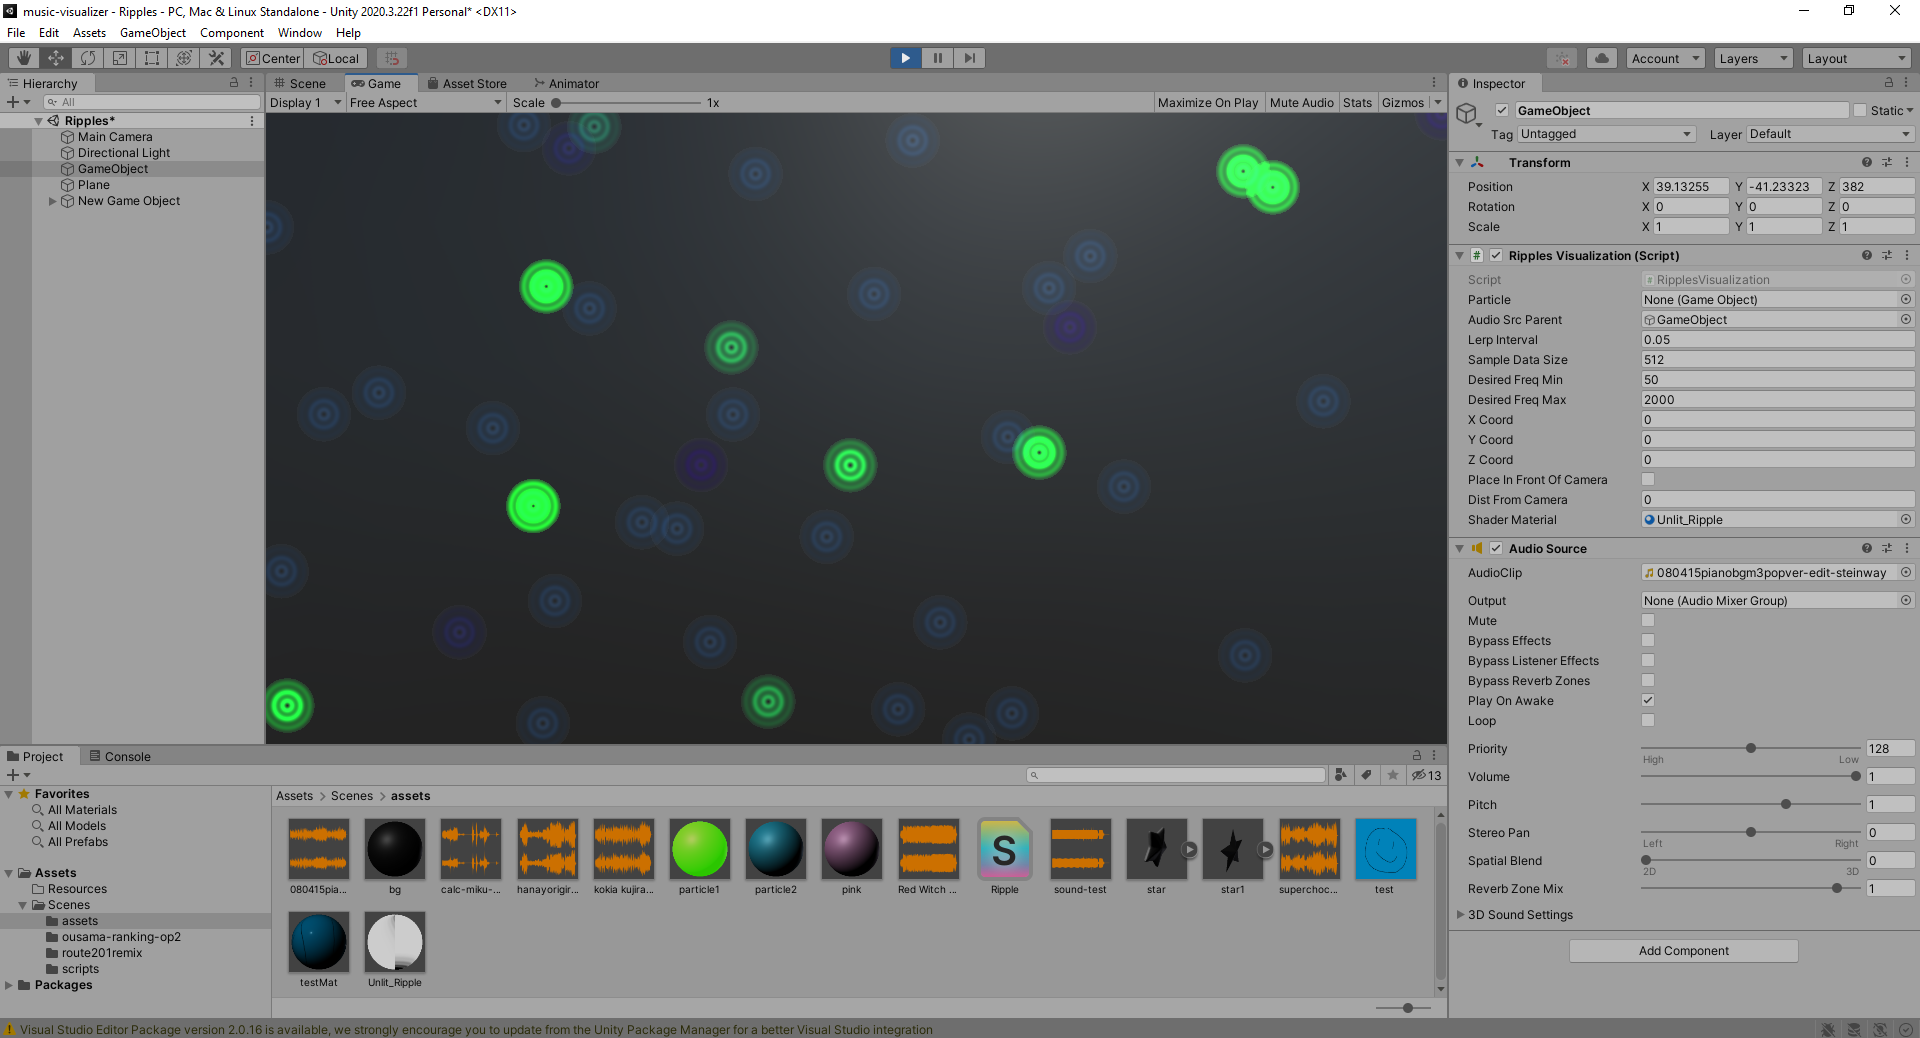 music-visualizer - Ripples - PC, Mac & Linux Standalone - Unity 2020.3.22f1 Personal* <DX11>
File Edit Assets GameObject Component Window Help
Center Local Account Layers Layout
Hierarchy
All
Ripples*
Main Camera
Directional Light
GameObject
Plane
New Game Object
Scene Game Asset Store Animator
Display 1 Free Aspect Scale 1x Maximize On Play Mute Audio Stats Gizmos
Inspector
GameObject Static
Tag Untagged Layer Default
Transform
Position X 39.13255 Y -41.23323 Z 382
Rotation X 0 Y 0 Z 0
Scale X 1 Y 1 Z 1
# Ripples Visualization (Script)
Script # RipplesVisualization
Particle None (Game Object)
Audio Src Parent GameObject
Lerp Interval 0.05
Sample Data Size 512
Desired Freq Min 50
Desired Freq Max 2000
X Coord 0
Y Coord 0
Z Coord 0
Place In Front Of Camera
Dist From Camera 0
Shader Material Unlit_Ripple
Audio Source
AudioClip 080415pianobgm3popver-edit-steinway
Output None (Audio Mixer Group)
Mute
Bypass Effects
Bypass Listener Effects
Bypass Reverb Zones
Play On Awake
Loop
Priority 128
High Low
Volume 1
Pitch 1
Stereo Pan 0
Left Right
Spatial Blend 0
2D 3D
Reverb Zone Mix 1
3D Sound Settings
Add Component
Project Console
13
Favorites
All Materials
All Models
All Prefabs
Assets
Resources
Scenes
assets
ousama-ranking-op2
route201remix
scripts
Packages
Assets > Scenes > assets
S
080415pia... bg calc-miku-... hanayorigir... kokia kujira... particle1 particle2 pink Red Witch ... Ripple sound-test star star1 superchoc... test
testMat Unlit_Ripple
Visual Studio Editor Package version 2.0.16 is available, we strongly encourage you to update from the Unity Package Manager for a better Visual Studio integration